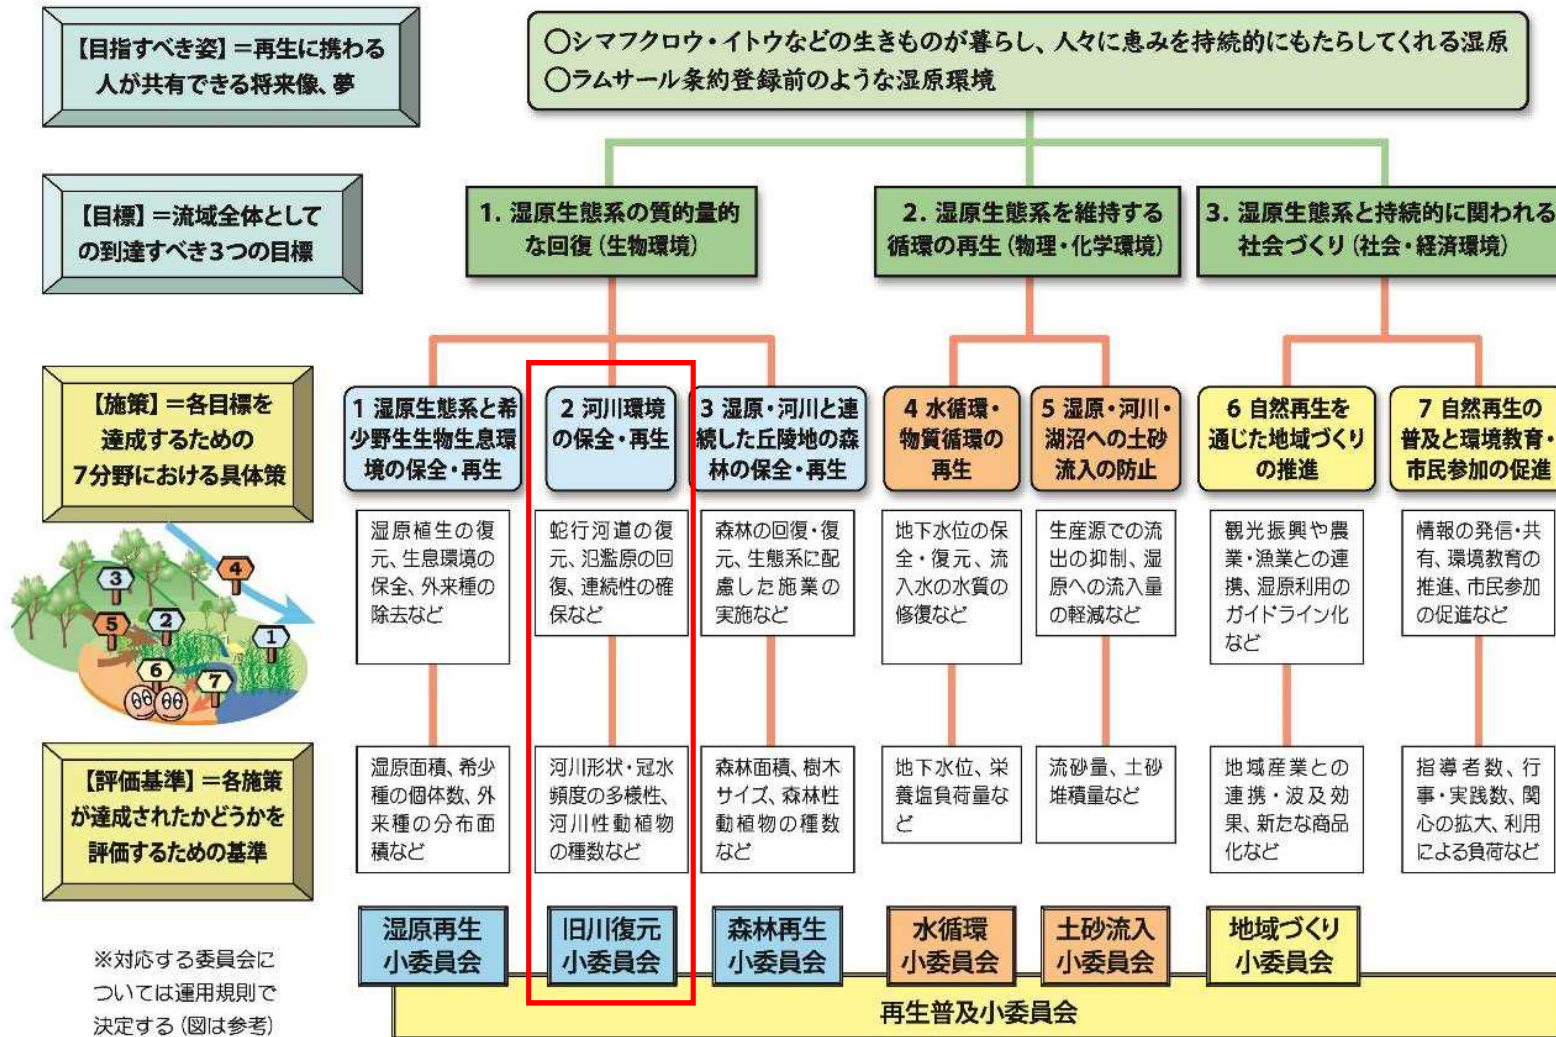 【目指すべき姿】＝再生に携わる
人が共有できる将来像、夢
○シマフクロウ・イトウなどの生きものが暮らし、人々に恵みを持続的にもたらしてくれる湿原
○ラムサール条約登録前のような湿原環境
【目標】＝流域全体として
の到達すべき3つの目標
1. 湿原生態系の質的量的
な回復（生物環境）
2. 湿原生態系を維持する
循環の再生（物理・化学環境）
3. 湿原生態系と持続的に関われる
社会づくり（社会・経済環境）
【施策】＝各目標を
達成するための
7分野における具体策
1 湿原生態系と希
少野生生物生息環
境の保全・再生
2 河川環境
の保全・再生
3 湿原・河川と連
続した丘陵地の森
林の保全・再生
4 水循環・
物質循環の
再生
5 湿原・河川・
湖沼への土砂
流入の防止
6 自然再生を
通じた地域づくり
の推進
7 自然再生の
普及と環境教育・
市民参加の促進
湿原植生の復
元、生息環境の
保全、外来種の
除去など
蛇行河道の復
元、氾濫原の回
復、連続性の確
保など
森林の回復・復
元、生態系に配
慮した施業の
実施など
地下水位の保
全・復元、流
入水の水質の
修復など
生産源での流
出の抑制、湿
原への流入量
の軽減など
観光振興や農
業・漁業との連
携、湿原利用の
ガイドライン化
など
情報の発信・共
有、環境教育の
推進、市民参加
の促進など
3
4
5
2
1
6
7
【評価基準】＝各施策
が達成されたかどうかを
評価するための基準
湿原面積、希少
種の個体数、外
来種の分布面
積など
河川形状・冠水
頻度の多様性、
河川性動植物
の種数など
森林面積、樹木
サイズ、森林性
動植物の種数
など
地下水位、栄
養塩負荷量な
ど
流砂量、土砂
堆積量など
地域産業との
連携・波及効
果、新たな商品
化など
指導者数、行
事・実践数、関
心の拡大、利用
による負荷など
湿原再生
小委員会
旧川復元
小委員会
森林再生
小委員会
水循環
小委員会
土砂流入
小委員会
地域づくり
小委員会
再生普及小委員会
※対応する委員会に
ついては運用規則で
決定する（図は参考）